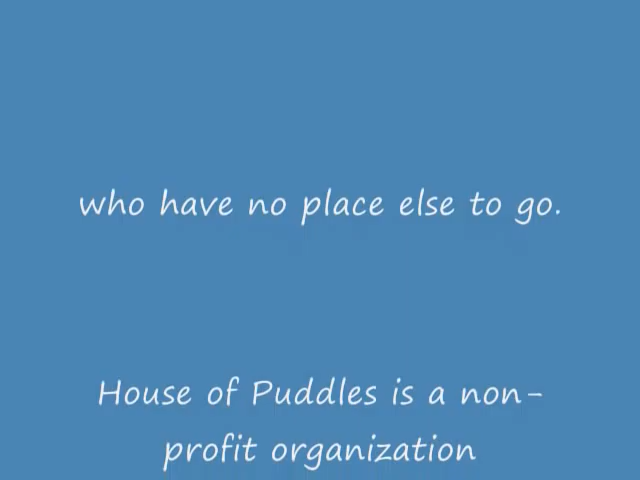 who have no place else to go.
House of Puddles is a non-
profit organization